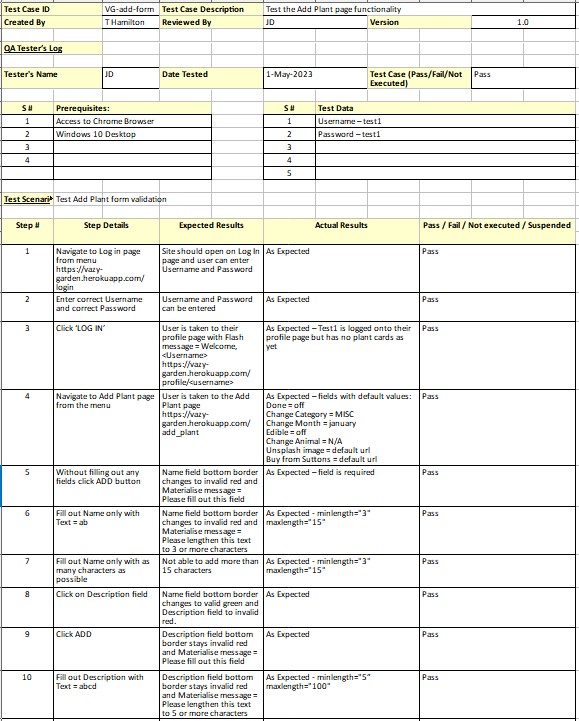 Test Case ID VG-add-form Test Case Description Test the Add Plant page functionality
Created By T Hamilton Reviewed By JD Version 1.0
QA Tester's Log
Tester's Name JD Date Tested 1-May-2023 Test Case (Pass/Fail/Not Executed) Pass
S # Prerequisites: S # Test Data
1 Access to Chrome Browser 1 Username – test1
2 Windows 10 Desktop 2 Password – test1
3 3
4 4
5
Test Scenari Test Add Plant form validation
Step # Step Details Expected Results Actual Results Pass / Fail / Not executed / Suspended
1 Navigate to Log in page from menu https://vazy-garden.herokuapp.com/login Site should open on Log In page and user can enter Username and Password As Expected Pass
2 Enter correct Username and correct Password Username and Password can be entered As Expected Pass
3 Click 'LOG IN' User is taken to their profile page with Flash message = Welcome, <Username> https://vazy-garden.herokuapp.com/profile/<username> As Expected – Test1 is logged onto their profile page but has no plant cards as yet Pass
4 Navigate to Add Plant page from the menu User is taken to the Add Plant page https://vazy-garden.herokuapp.com/add_plant As Expected – fields with default values: Done = off Change Category = MISC Change Month = january Edible = off Change Animal = N/A Unsplash image = default url Buy from Suttons = default url Pass
5 Without filling out any fields click ADD button Name field bottom border changes to invalid red and Materialise message = Please fill out this field As Expected – field is required Pass
6 Fill out Name only with Text = ab Name field bottom border changes to invalid red and Materialise message = Please lengthen this text to 3 or more characters As Expected - minlength="3" maxlength="15" Pass
7 Fill out Name only with as many characters as possible Not able to add more than 15 characters As Expected - minlength="3" maxlength="15" Pass
8 Click on Description field Name field bottom border changes to valid green and Description field to invalid red. As Expected Pass
9 Click ADD Description field bottom border stays invalid red and Materialise message = Please fill out this field As Expected Pass
10 Fill out Description with Text = abcd Description field bottom border stays invalid red and Materialise message = Please lengthen this text to 5 or more characters As Expected - minlength="5" maxlength="100" Pass